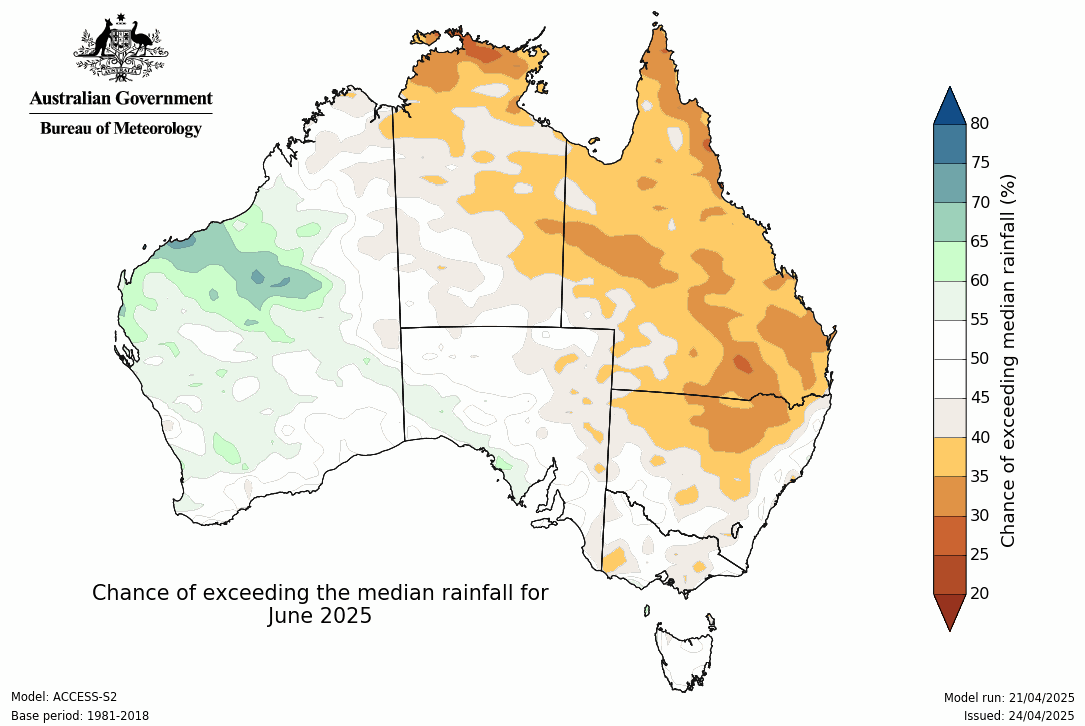 Australian Government
Bureau of Meteorology
80
75
70
65
60
55
50
45
40
35
30
25
20
Chance of exceeding median rainfall (%)
Chance of exceeding the median rainfall for
June 2025
Model: ACCESS-S2
Base period: 1981-2018
Model run: 21/04/2025
Issued: 24/04/2025